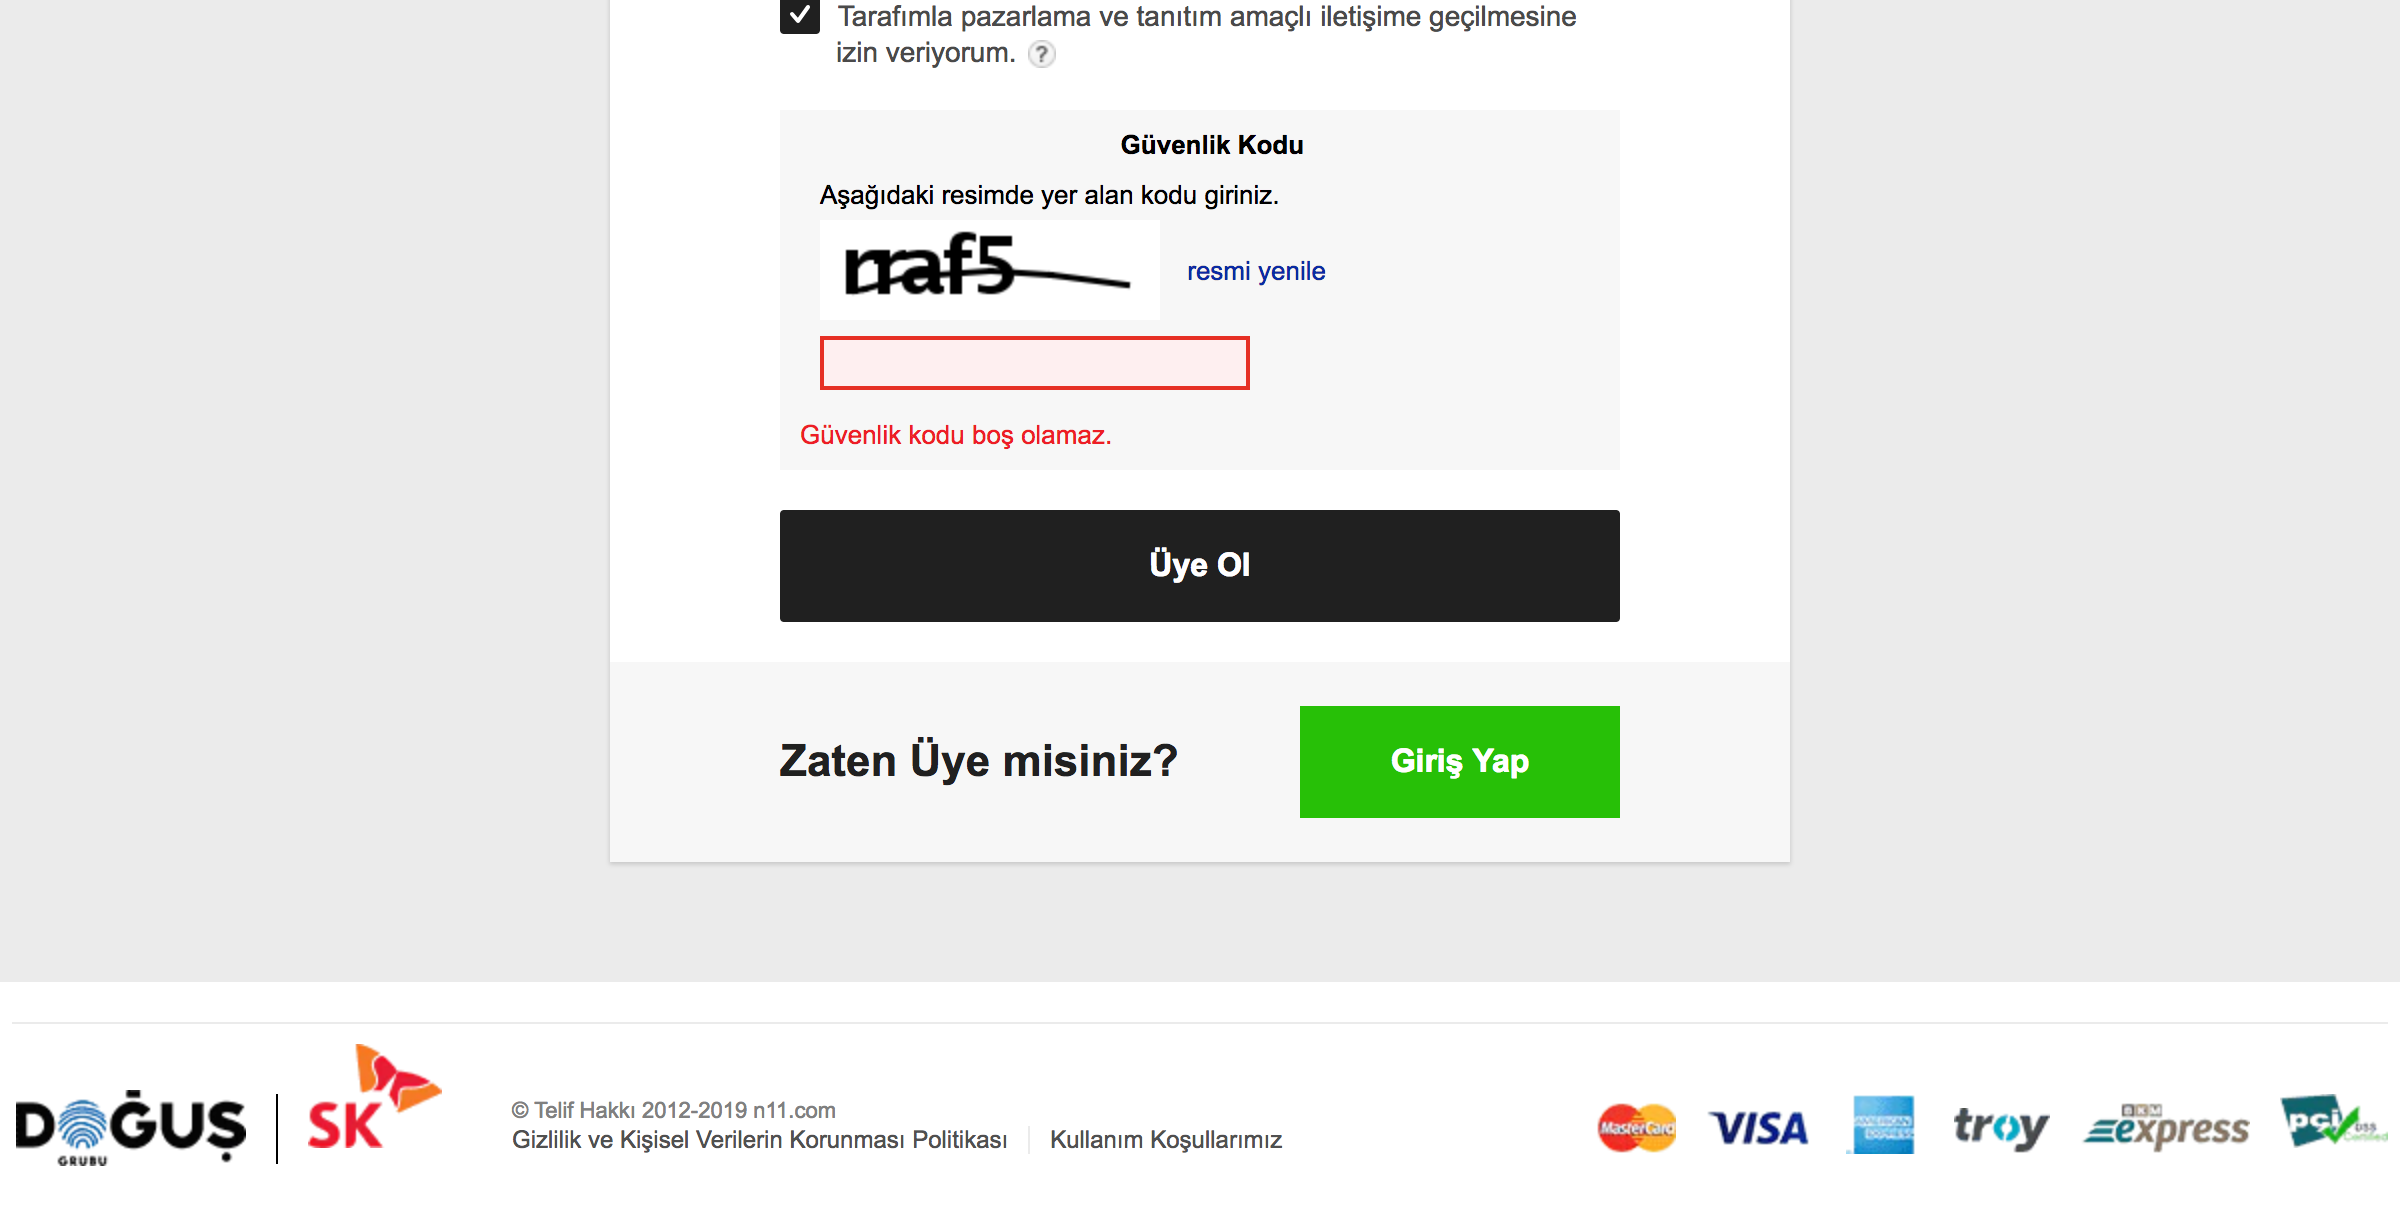 Tarafımla pazarlama ve tanıtım amaçlı iletişime geçilmesine
izin veriyorum. ?
Güvenlik Kodu
Aşağıdaki resimde yer alan kodu giriniz.
resmi yenile
Güvenlik kodu boş olamaz.
Üye Ol
Zaten Üye misiniz?
Giriş Yap
DOĞUŞ
GRUBU
SK
© Telif Hakkı 2012-2019 n11.com
Gizlilik ve Kişisel Verilerin Korunması Politikası
Kullanım Koşullarımız
MasterCard
VISA
AMERICAN
EXPRESS
troy
BKM
express
pci
DSS
Certified